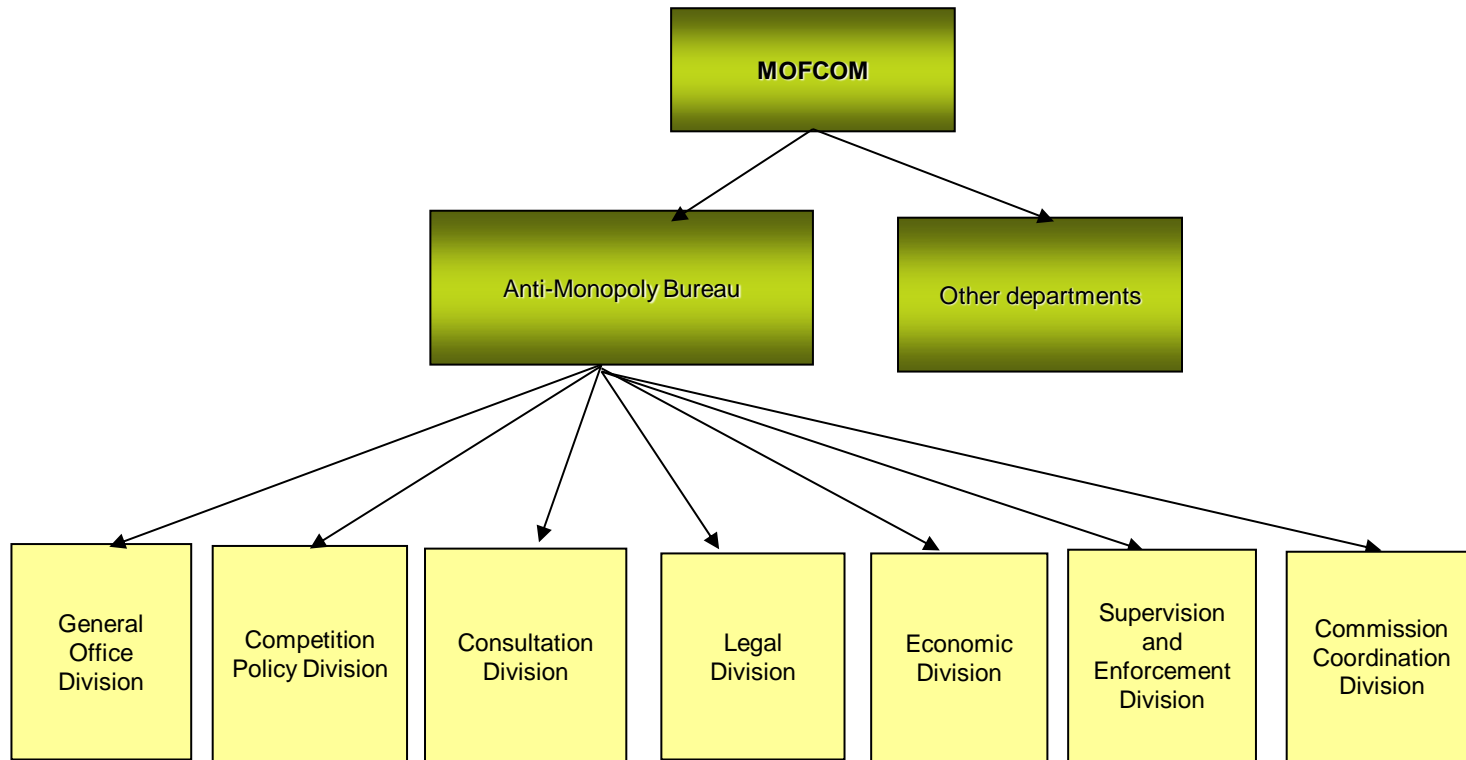 MOFCOM
Anti-Monopoly Bureau
Other departments
General
Office
Division
Competition
Policy Division
Consultation
Division
Legal
Division
Economic
Division
Supervision
and
Enforcement
Division
Commission
Coordination
Division